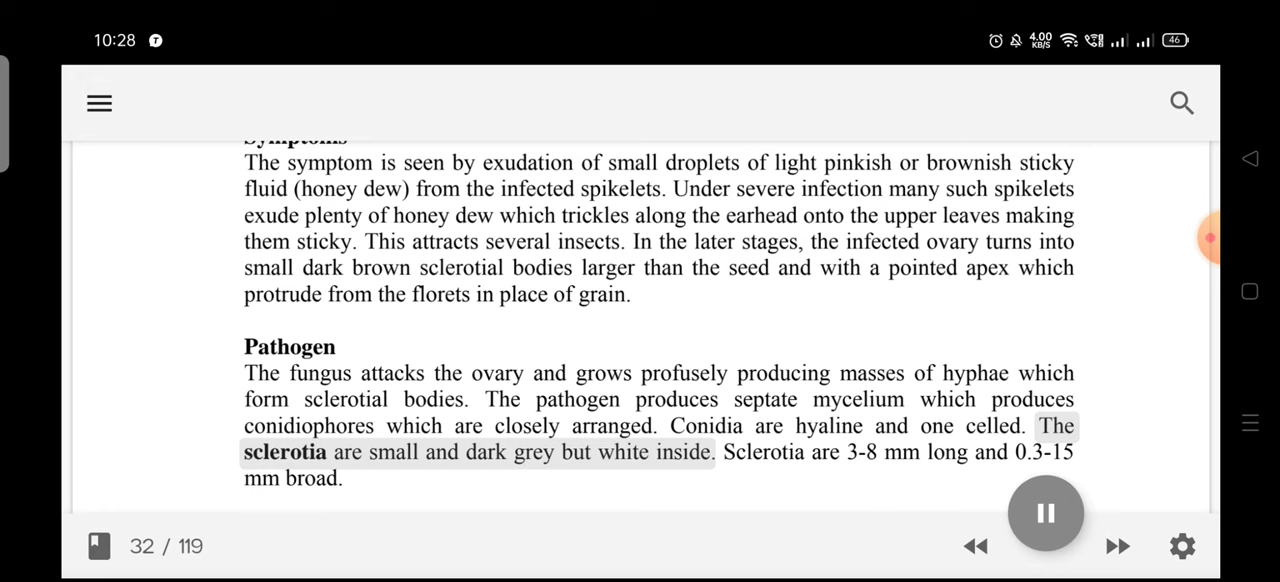 10:28
4.00
KB/S
46
Symptoms
The symptom is seen by exudation of small droplets of light pinkish or brownish sticky
fluid (honey dew) from the infected spikelets. Under severe infection many such spikelets
exude plenty of honey dew which trickles along the earhead onto the upper leaves making
them sticky. This attracts several insects. In the later stages, the infected ovary turns into
small dark brown sclerotial bodies larger than the seed and with a pointed apex which
protrude from the florets in place of grain.
Pathogen
The fungus attacks the ovary and grows profusely producing masses of hyphae which
form sclerotial bodies. The pathogen produces septate mycelium which produces
conidiophores which are closely arranged. Conidia are hyaline and one celled. The
sclerotia are small and dark grey but white inside. Sclerotia are 3-8 mm long and 0.3-15
mm broad.
32 / 119